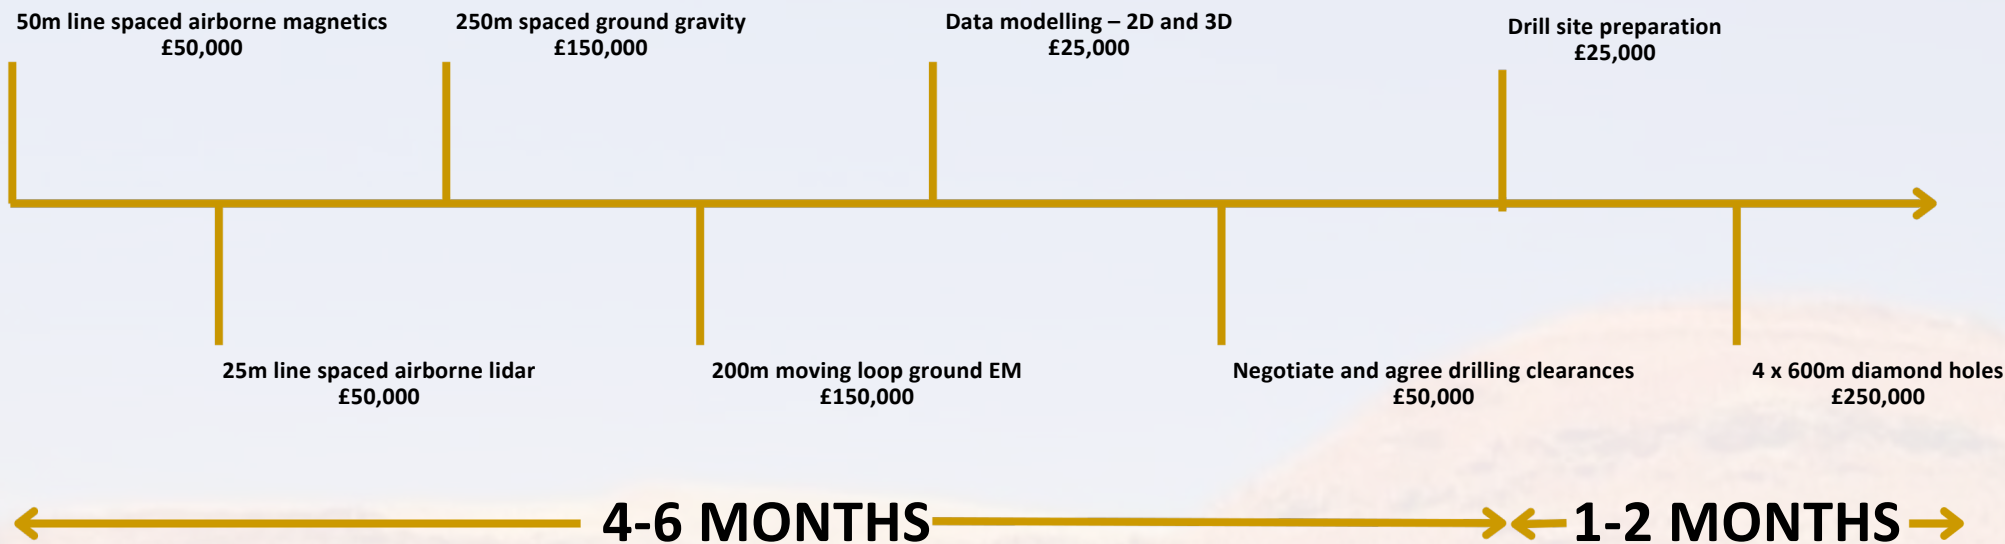 50m line spaced airborne magnetics
£50,000
250m spaced ground gravity
£150,000
Data modelling – 2D and 3D
£25,000
Drill site preparation
£25,000
25m line spaced airborne lidar
£50,000
200m moving loop ground EM
£150,000
Negotiate and agree drilling clearances
£50,000
4 x 600m diamond holes
£250,000
4-6 MONTHS
1-2 MONTHS